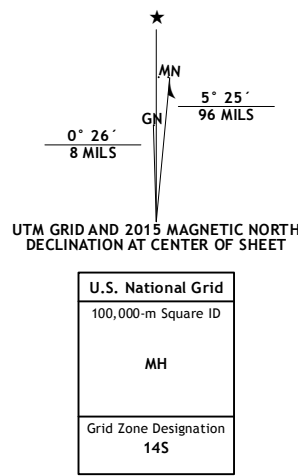 ★
MN
GN
5° 25´
96 MILS
0° 26´
8 MILS
UTM GRID AND 2015 MAGNETIC NORTH
DECLINATION AT CENTER OF SHEET
U.S. National Grid
100,000-m Square ID
MH
Grid Zone Designation
14S